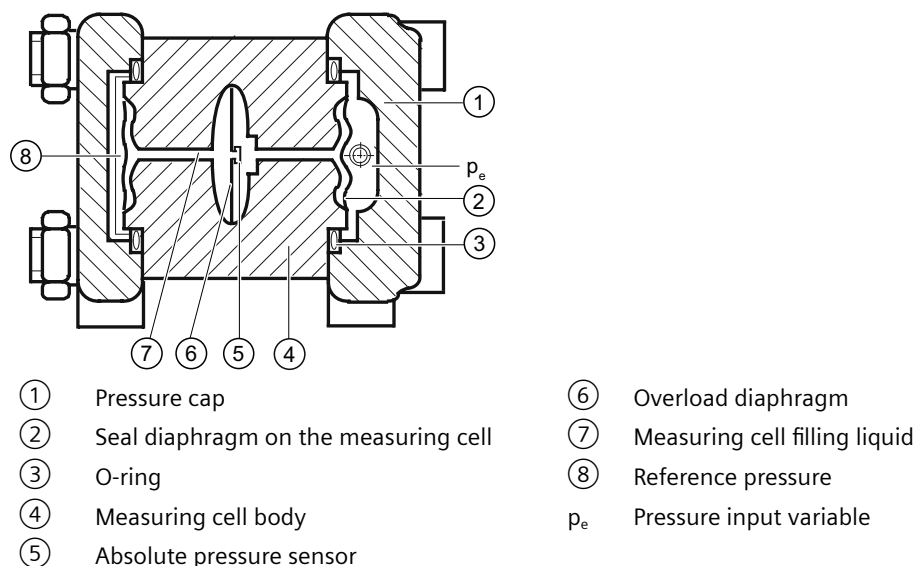 ①
⑧
pₑ
②
③
⑦ ⑥ ⑤ ④
① Pressure cap
② Seal diaphragm on the measuring cell
③ O-ring
④ Measuring cell body
⑤ Absolute pressure sensor
⑥ Overload diaphragm
⑦ Measuring cell filling liquid
⑧ Reference pressure
pₑ Pressure input variable